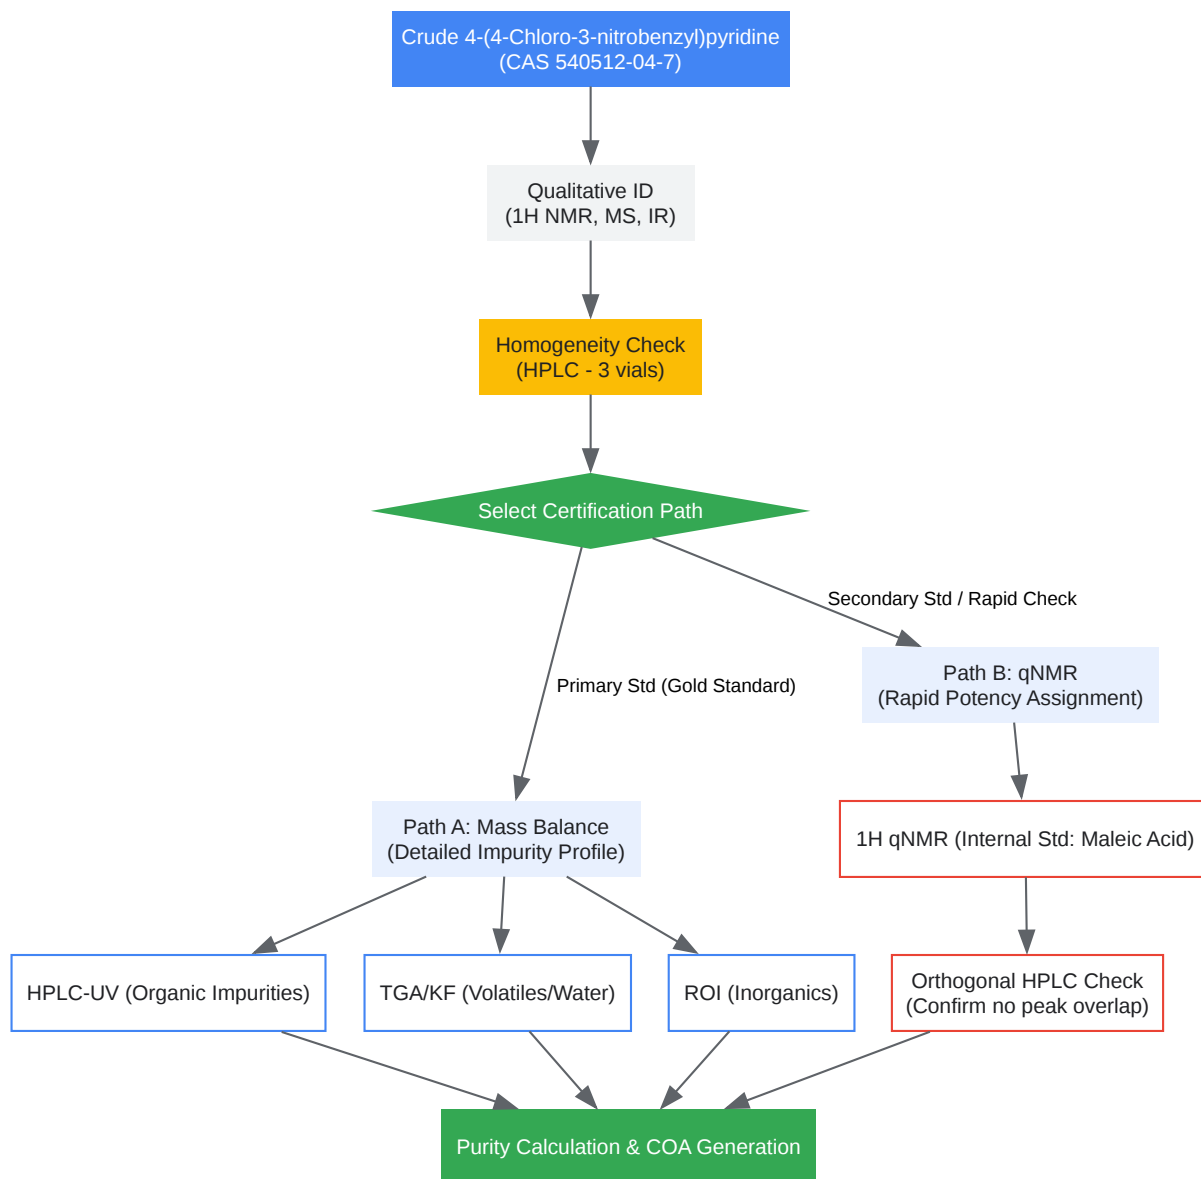 Crude 4-(4-Chloro-3-nitrobenzyl)pyridine
(CAS 540512-04-7)
Qualitative ID
(1H NMR, MS, IR)
Homogeneity Check
(HPLC - 3 vials)
Select Certification Path
Secondary Std / Rapid Check
Primary Std (Gold Standard)
Path B: qNMR
(Rapid Potency Assignment)
Path A: Mass Balance
(Detailed Impurity Profile)
1H qNMR (Internal Std: Maleic Acid)
HPLC-UV (Organic Impurities)
TGA/KF (Volatiles/Water)
ROI (Inorganics)
Orthogonal HPLC Check
(Confirm no peak overlap)
Purity Calculation & COA Generation